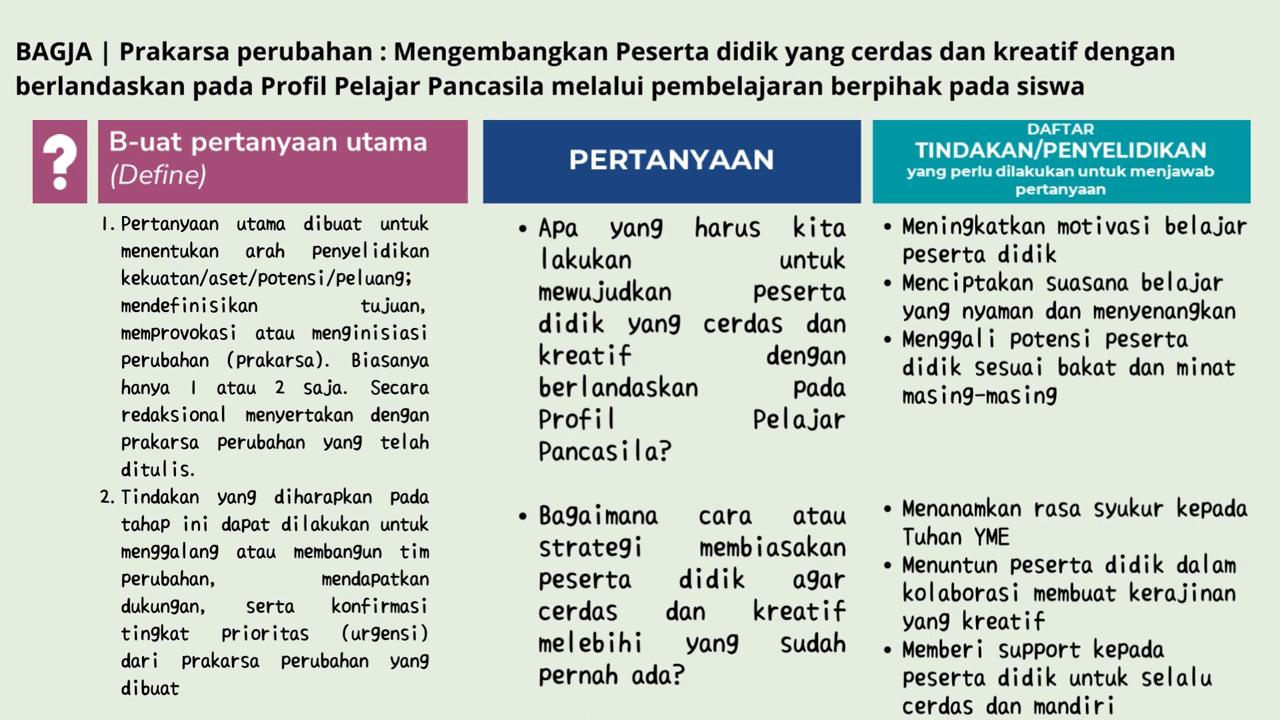 BAGJA | Prakarsa perubahan : Mengembangkan Peserta didik yang cerdas dan kreatif dengan
berlandaskan pada Profil Pelajar Pancasila melalui pembelajaran berpihak pada siswa
?
B-uat pertanyaan utama
(Define)
1. Pertanyaan utama dibuat untuk
menentukan arah penyelidikan
kekuatan/aset/potensi/peluang;
mendefinisikan tujuan,
memprovokasi atau menginisiasi
perubahan (prakarsa). Biasanya
hanya 1 atau 2 saja. Secara
redaksional menyertakan dengan
prakarsa perubahan yang telah
ditulis.
2. Tindakan yang diharapkan pada
tahap ini dapat dilakukan untuk
menggalang atau membangun tim
perubahan, mendapatkan
dukungan, serta konfirmasi
tingkat prioritas (urgensi)
dari prakarsa perubahan yang
dibuat
PERTANYAAN
• Apa yang harus kita
lakukan untuk
mewujudkan peserta
didik yang cerdas dan
kreatif dengan
berlandaskan pada
Profil Pelajar
Pancasila?
• Bagaimana cara atau
strategi membiasakan
peserta didik agar
cerdas dan kreatif
melebihi yang sudah
pernah ada?
DAFTAR
TINDAKAN/PENYELIDIKAN
yang perlu dilakukan untuk menjawab
pertanyaan
• Meningkatkan motivasi belajar
peserta didik
• Menciptakan suasana belajar
yang nyaman dan menyenangkan
• Menggali potensi peserta
didik sesuai bakat dan minat
masing-masing
• Menanamkan rasa syukur kepada
Tuhan YME
• Menuntun peserta didik dalam
kolaborasi membuat kerajinan
yang kreatif
• Memberi support kepada
peserta didik untuk selalu
cerdas dan mandiri